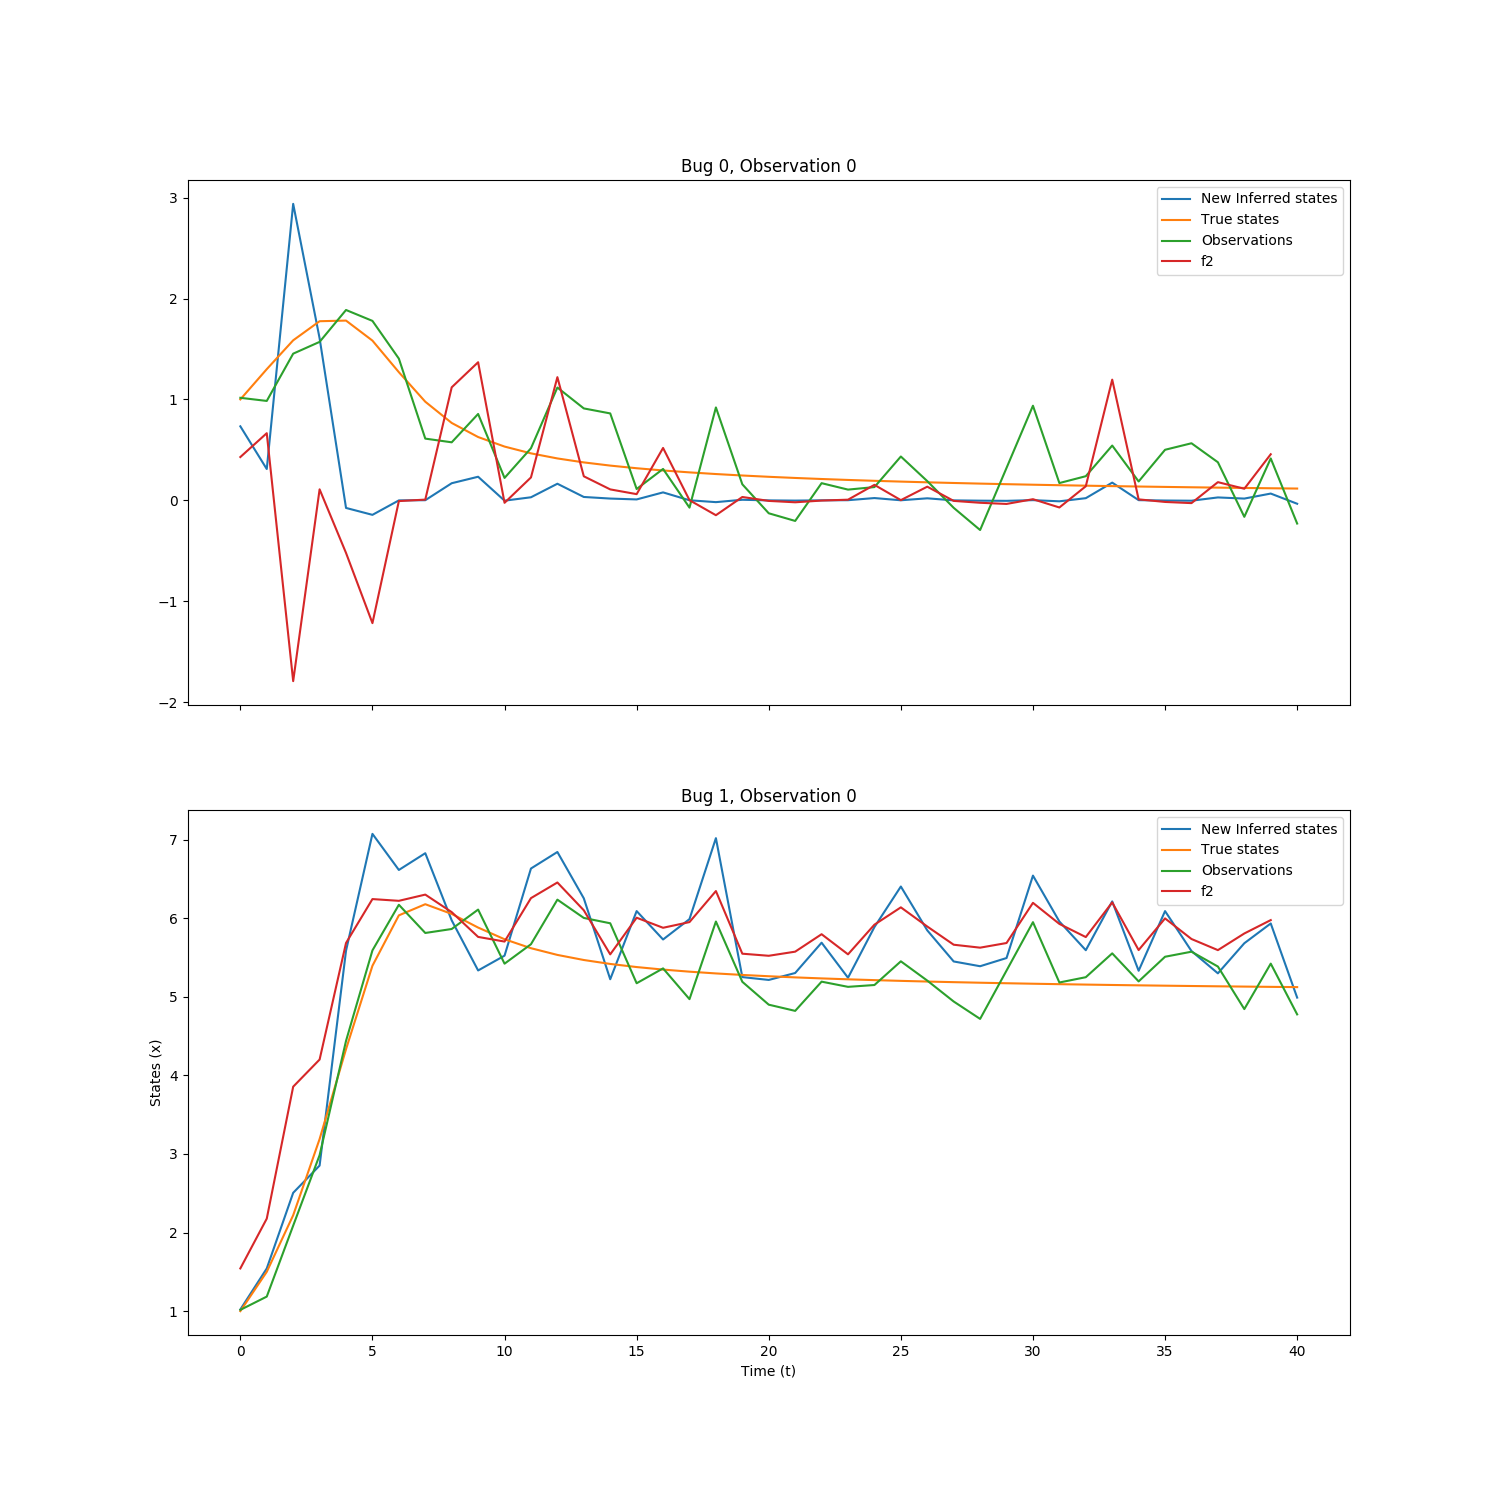 Bug 0, Observation 0
New Inferred states
True states
Observations
f2
3
2
1
0
−1
−2
Bug 1, Observation 0
New Inferred states
True states
Observations
f2
7
6
5
4
3
2
1
States (x)
0 5 10 15 20 25 30 35 40
Time (t)